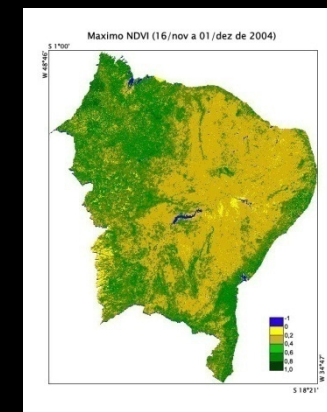 Maximo NDVI (16/nov a 01/dez de 2004)
S 1°00'
W 48°46'
-1
0
0,2
0,4
0,6
0,8
1,0
W 34°47'
S 18°21'